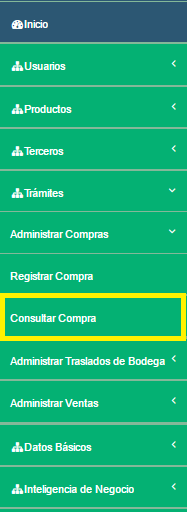 Inicio
Usuarios
Productos
Terceros
Trámites
Administrar Compras
Registrar Compra
Consultar Compra
Administrar Traslados de Bodega
Administrar Ventas
Datos Básicos
Inteligencia de Negocio